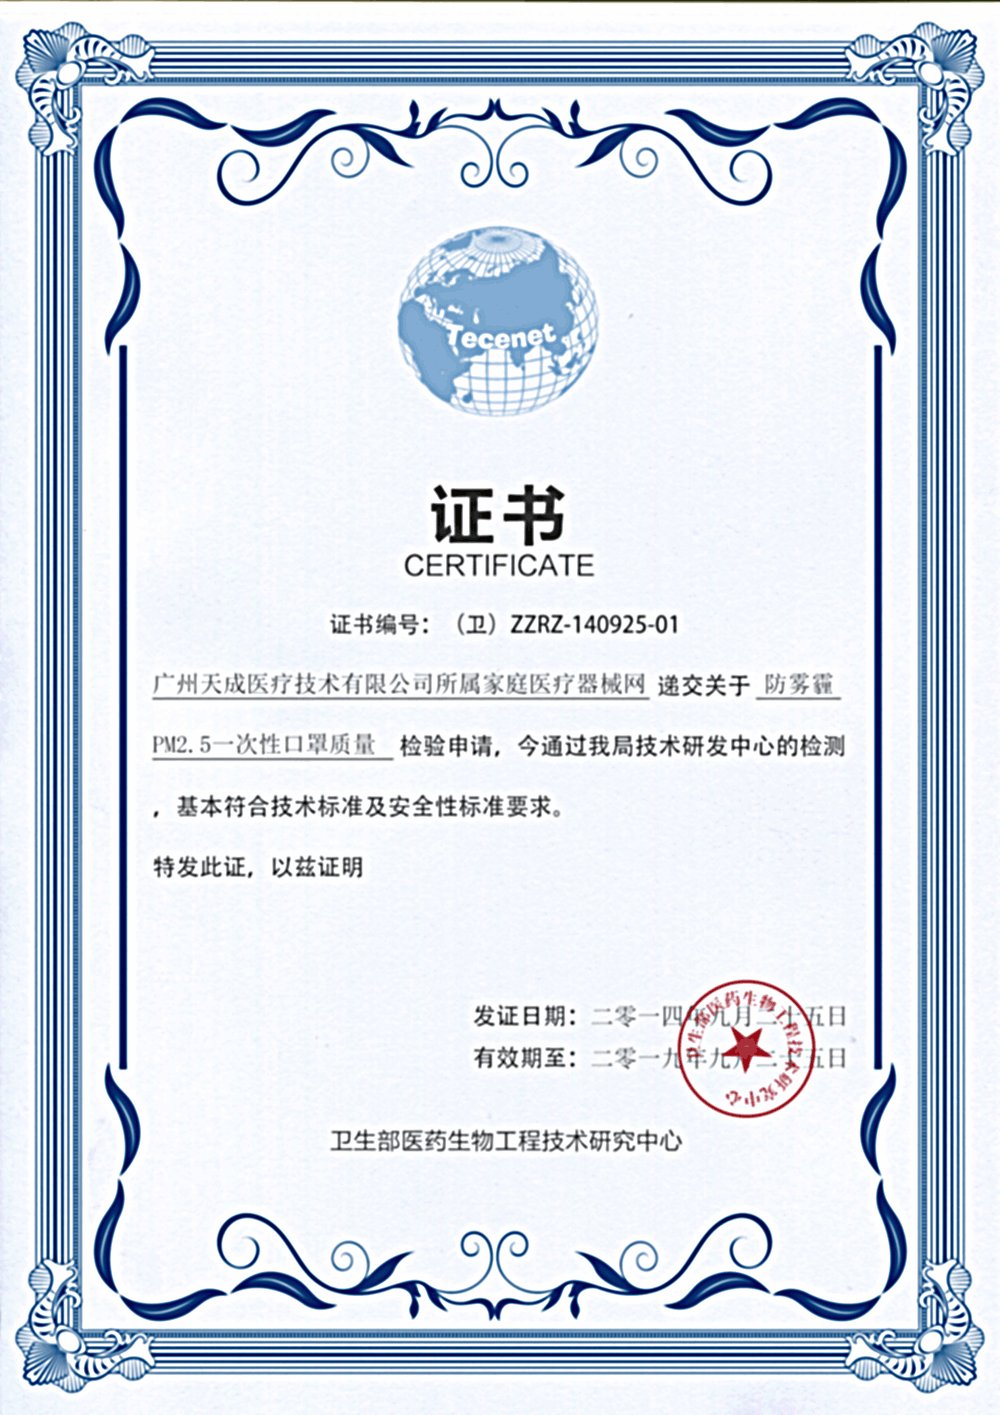 Tecenet
证书
CERTIFICATE
证书编号：（卫）ZZRZ-140925-01
广州天成医疗技术有限公司所属家庭医疗器械网 递交关于 防雾霾
PM2.5一次性口罩质量 检验申请，今通过我局技术研发中心的检测
，基本符合技术标准及安全性标准要求。
特发此证，以兹证明
发证日期：二零一四年九月二十五日
有效期至：二零一九年九月二十五日
卫生部医药生物工程技术研究中心
卫生部医药生物工程技术研究中心